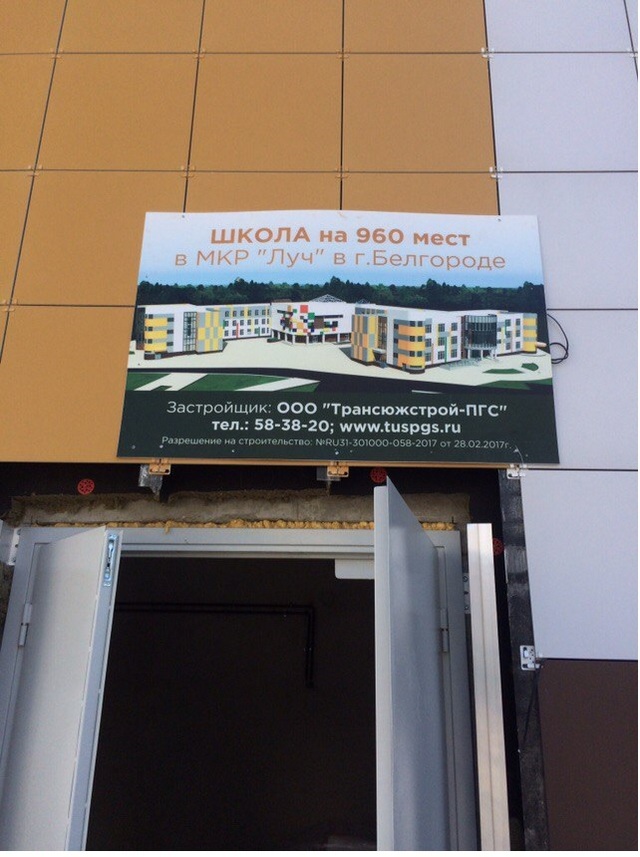 ШКОЛА на 960 мест
в МКР "Луч" в г.Белгороде
Застройщик: ООО "Трансюжстрой-ПГС"
тел.: 58-38-20; www.tuspgs.ru
Разрешение на строительство: №RU31-301000-058-2017 от 28.02.2017г.